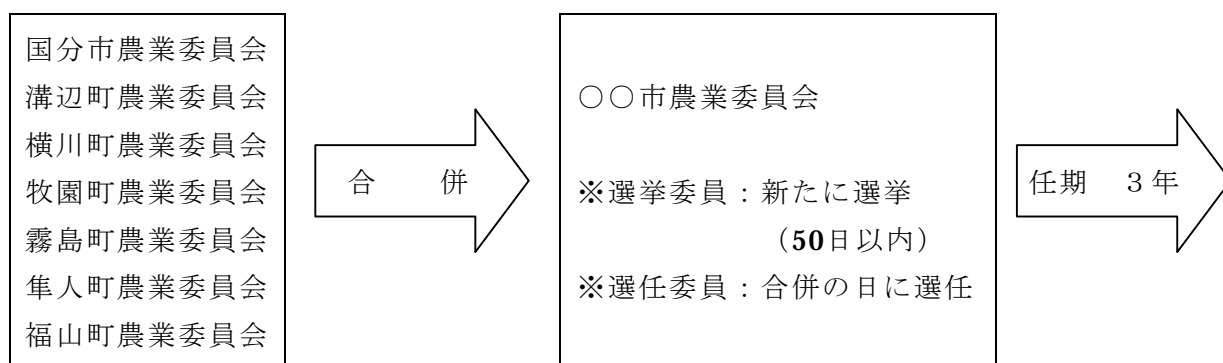 国分市農業委員会
溝辺町農業委員会
横川町農業委員会
牧園町農業委員会
霧島町農業委員会
隼人町農業委員会
福山町農業委員会
合　併
○○市農業委員会
※選挙委員：新たに選挙
（50日以内）
※選任委員：合併の日に選任
任期　３年